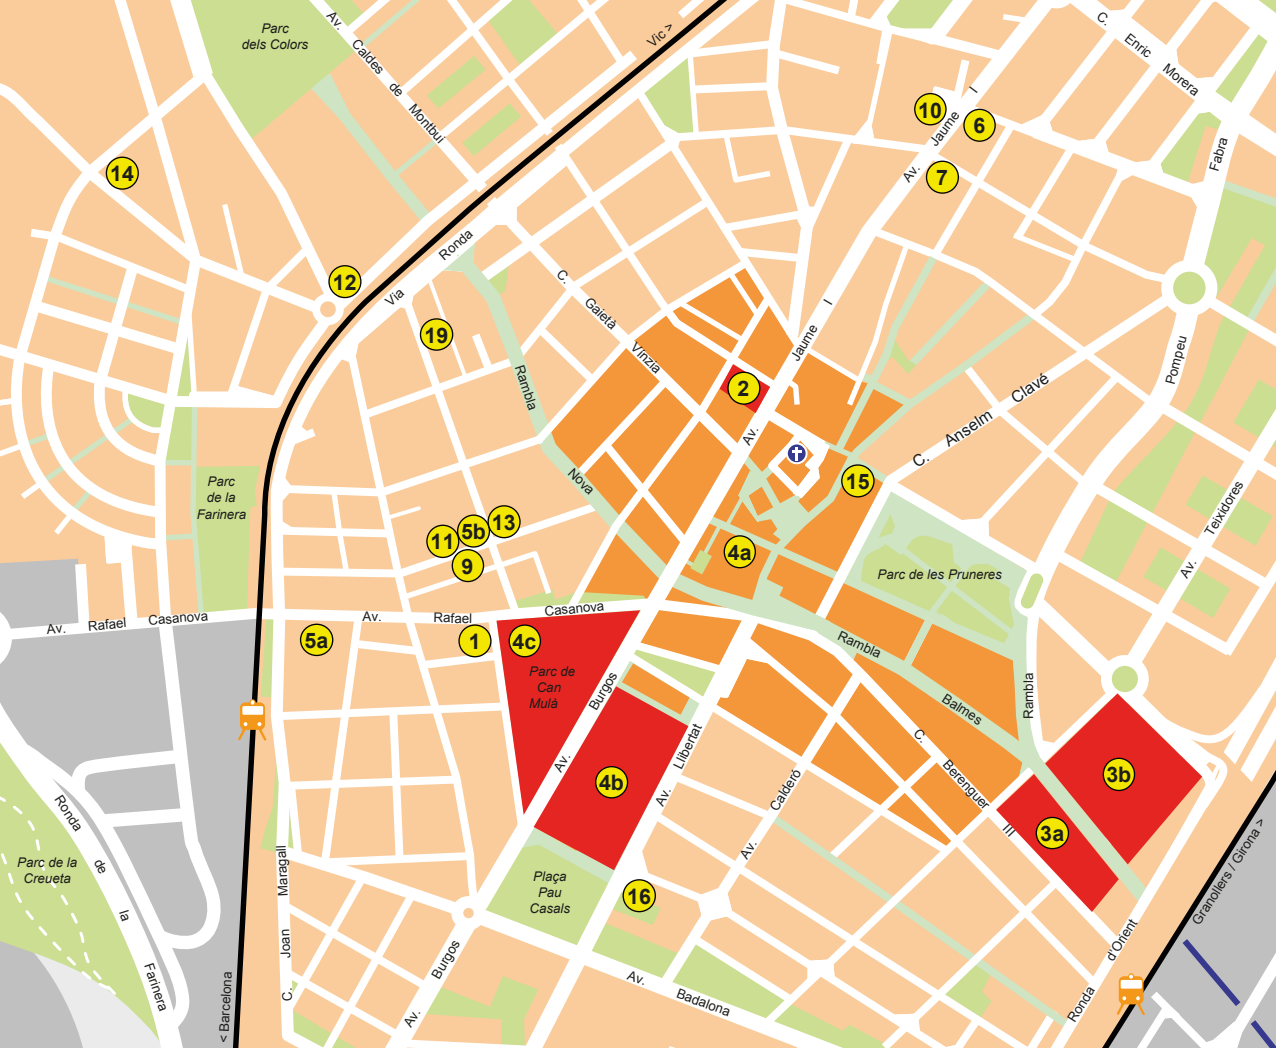 Parc
dels Colors
Av. Caldes de Montbui
Vic >
C. Enric Morera
Fabra
10
6
Av. Jaume I
7
14
12
Via
Ronda
19
C. Gaietà Vinzia
Rambla
Nova
Jaume I
Av.
2
Pompeu
C. Anselm Clavé
Av. Teixidores
15
Parc
de la
Farinera
11
5b
13
9
4a
Parc de les Pruneres
Av. Rafael Casanova
Av. Rafael Casanova
5a
1
4c
Parc de
Can
Mulà
Rambla
Balmes
Rambla
Av. Burgos
Av. Llibertat
4b
Av. Calderó
C. Berenguer III
3b
3a
Ronda de la Farinera
Parc de la
Creueta
C. Joan Maragall
Plaça
Pau
Casals
16
Av. Burgos
Av. Badalona
Ronda d'Orient
Granollers / Girona >
< Barcelona